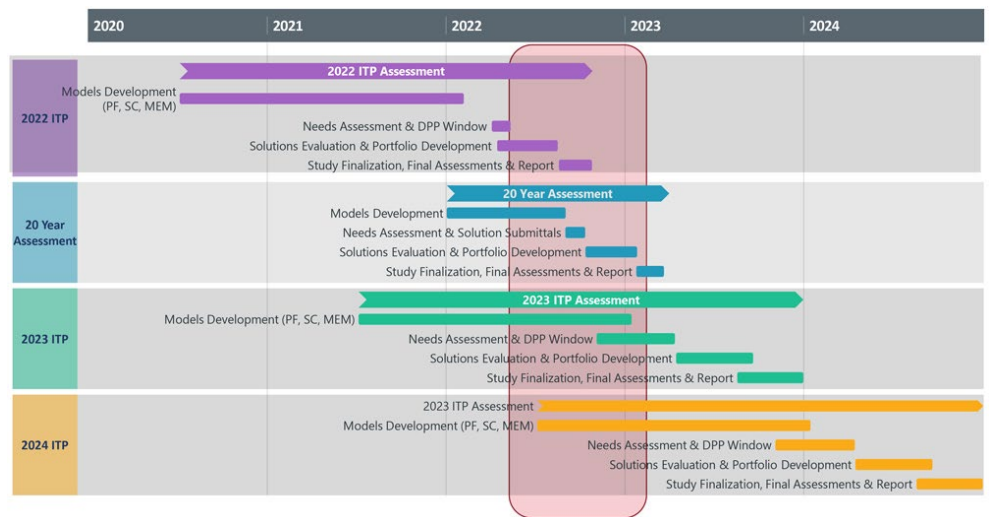 2020 2021 2022 2023 2024
2022 ITP
2022 ITP Assessment
Models Development
(PF, SC, MEM)
Needs Assessment & DPP Window
Solutions Evaluation & Portfolio Development
Study Finalization, Final Assessments & Report
20 Year
Assessment
20 Year Assessment
Models Development
Needs Assessment & Solution Submittals
Solutions Evaluation & Portfolio Development
Study Finalization, Final Assessments & Report
2023 ITP
2023 ITP Assessment
Models Development (PF, SC, MEM)
Needs Assessment & DPP Window
Solutions Evaluation & Portfolio Development
Study Finalization, Final Assessments & Report
2024 ITP
2023 ITP Assessment
Models Development (PF, SC, MEM)
Needs Assessment & DPP Window
Solutions Evaluation & Portfolio Development
Study Finalization, Final Assessments & Report